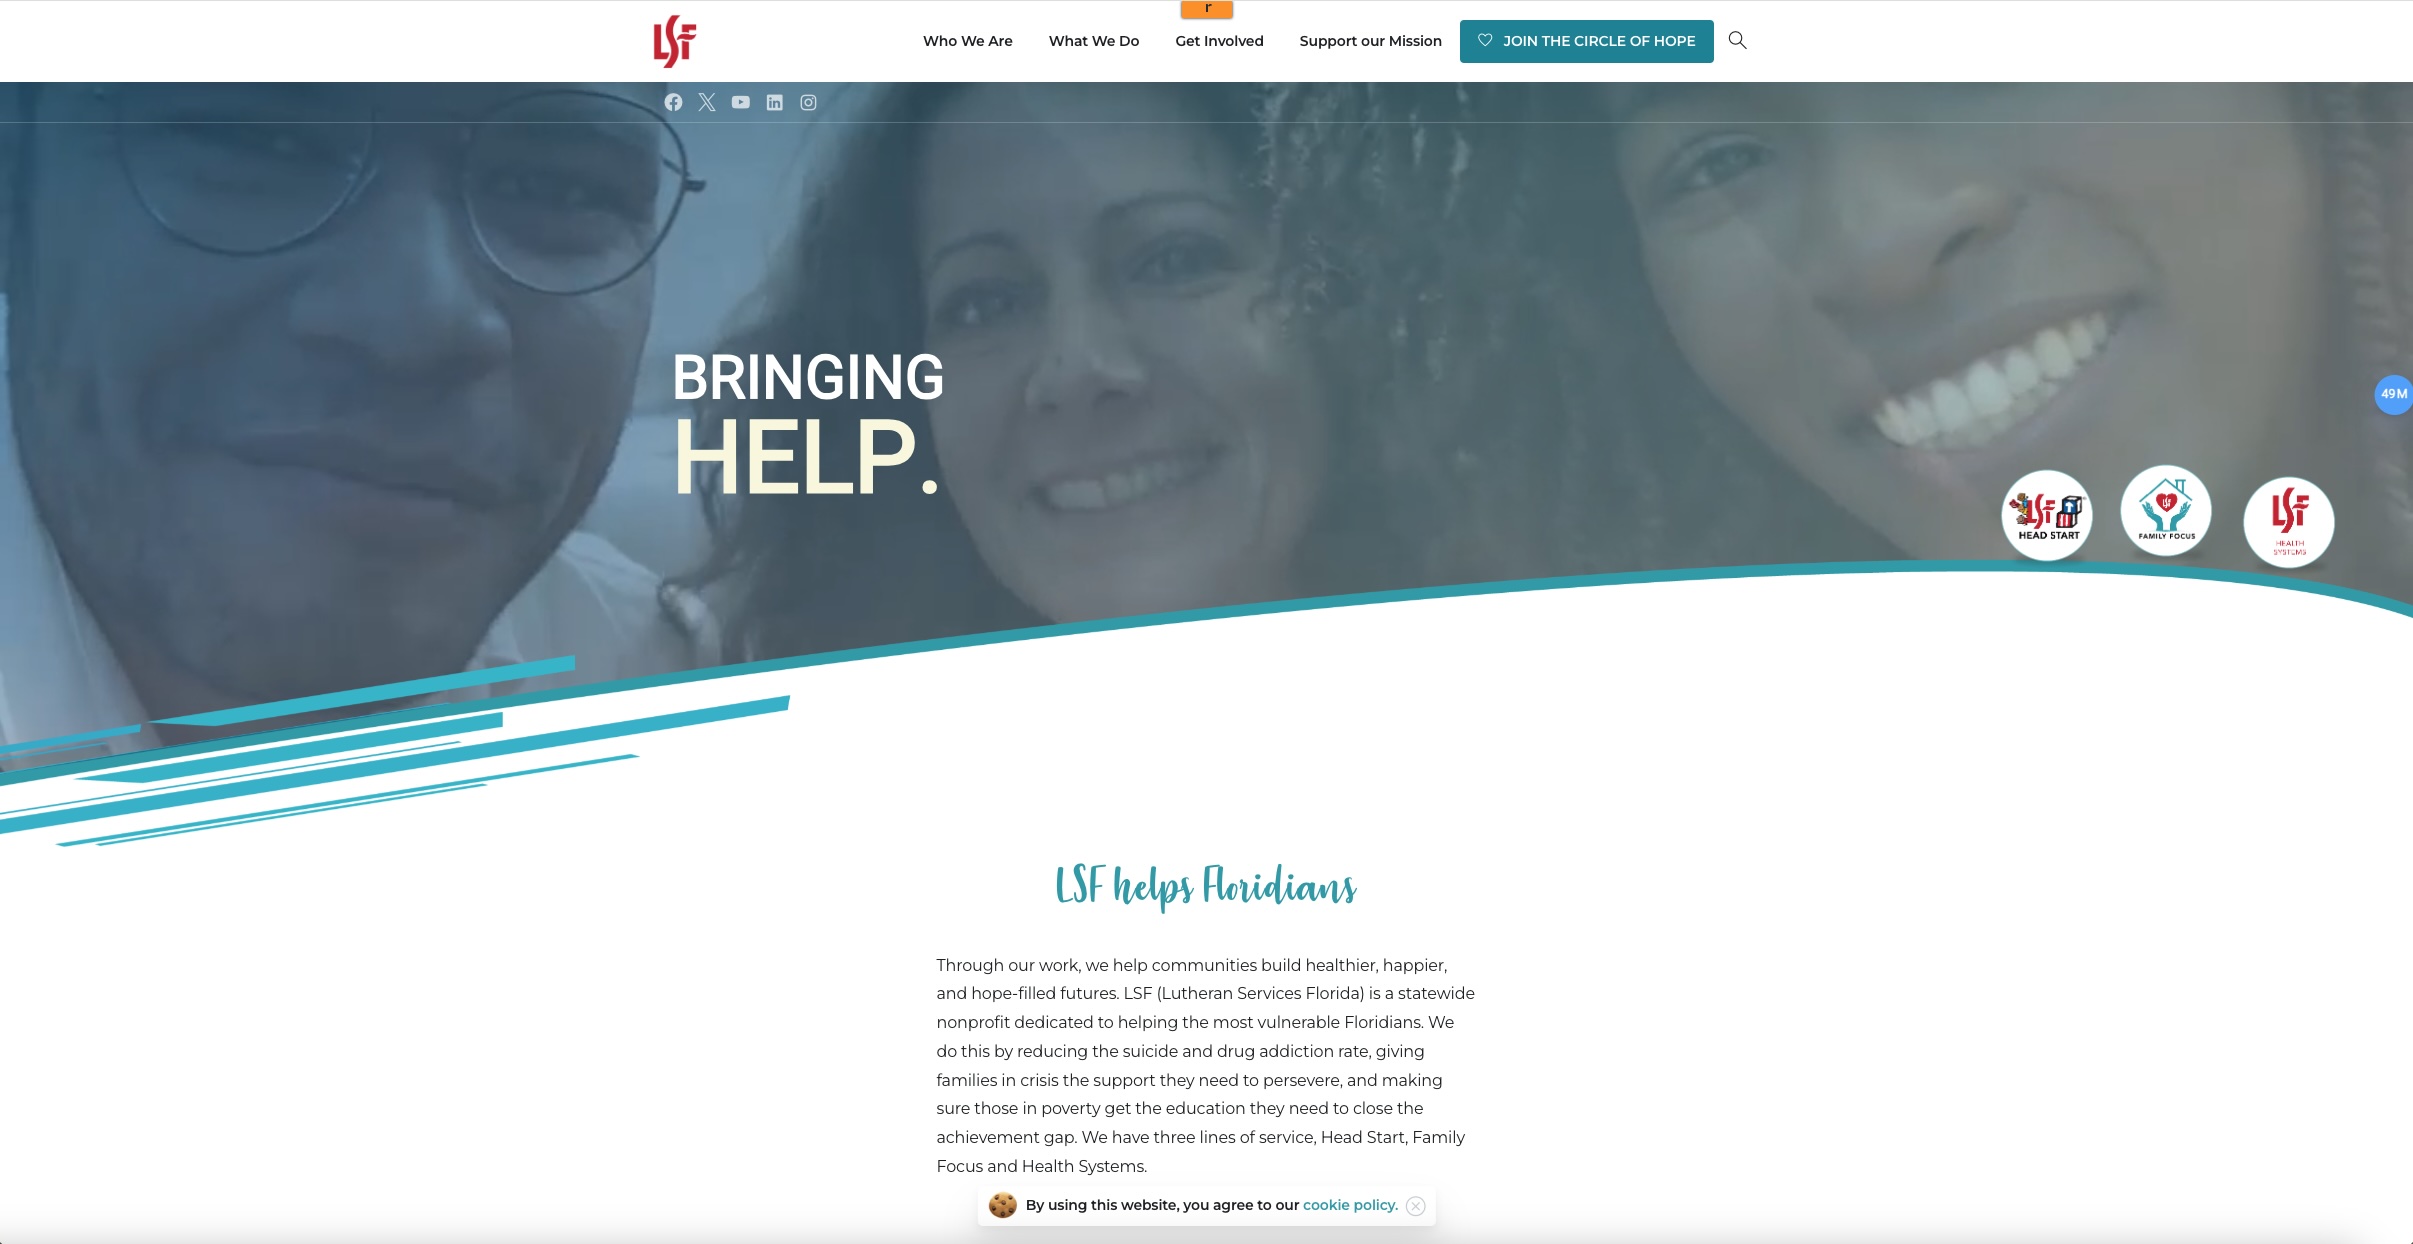 r
LSF
Who We Are
What We Do
Get Involved
Support our Mission
JOIN THE CIRCLE OF HOPE
BRINGING
HELP.
49M
LSF
HEAD START
LSF
FAMILY FOCUS
LSF
HEALTH
SYSTEMS
LSF helps Floridians
Through our work, we help communities build healthier, happier,
and hope-filled futures. LSF (Lutheran Services Florida) is a statewide
nonprofit dedicated to helping the most vulnerable Floridians. We
do this by reducing the suicide and drug addiction rate, giving
families in crisis the support they need to persevere, and making
sure those in poverty get the education they need to close the
achievement gap. We have three lines of service, Head Start, Family
Focus and Health Systems.
By using this website, you agree to our cookie policy.